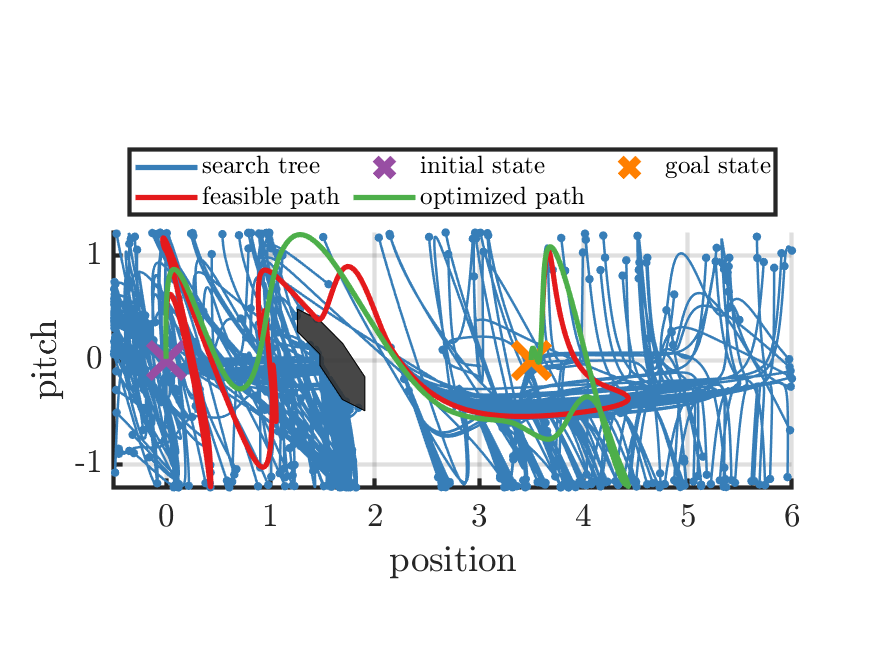 search tree initial state goal state
feasible path optimized path
1
0
-1
pitch
0 1 2 3 4 5 6
position